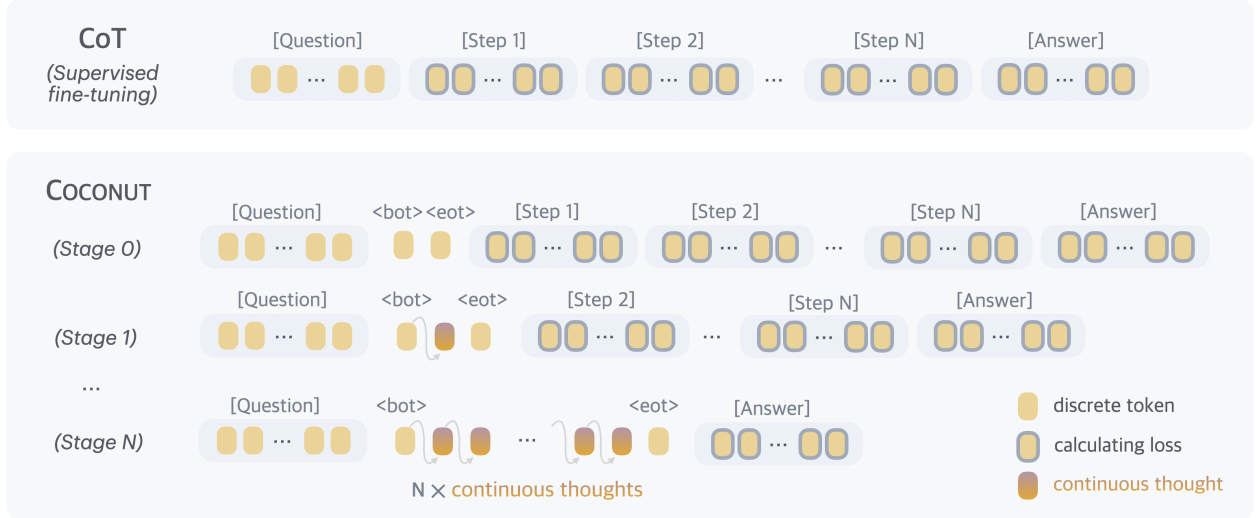 CoT
(Supervised
fine-tuning)
[Question] [Step 1] [Step 2] [Step N] [Answer]
... ... ... ... ... ...
COCONUT
[Question] <bot> <eot> [Step 1] [Step 2] [Step N] [Answer]
(Stage 0) ... ... ... ... ... ...
[Question] <bot> <eot> [Step 2] [Step N] [Answer]
(Stage 1) ... ... ... ... ...
...
[Question] <bot> <eot> [Answer]
(Stage N) ... ... ...
N × continuous thoughts
discrete token
calculating loss
continuous thought